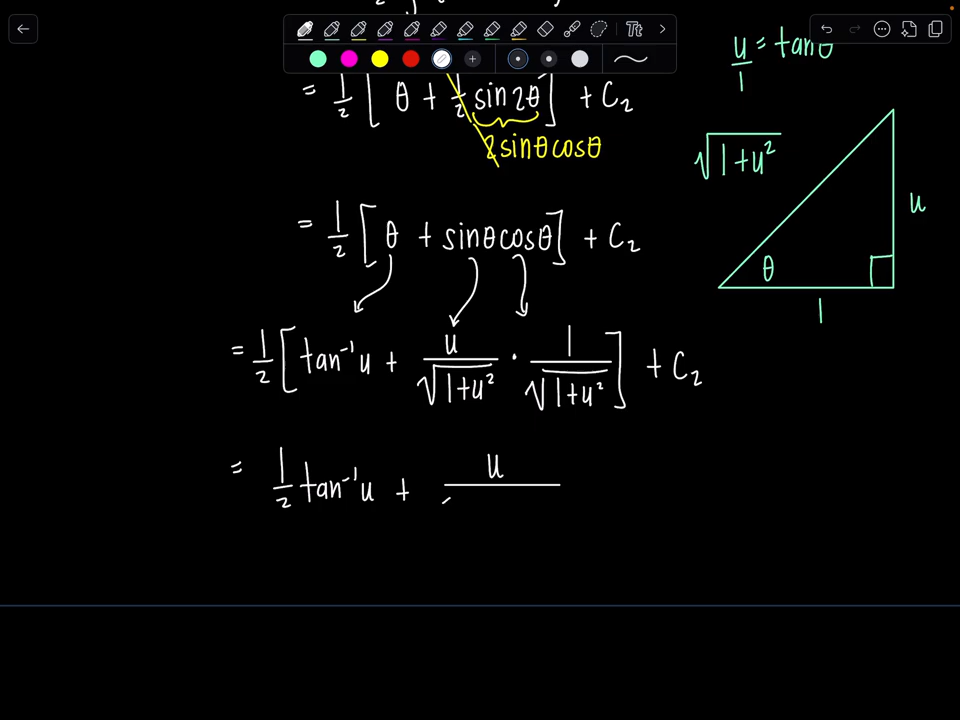 Tt
u/1 = tanθ
= 1/2 [ θ + 1/2 sin2θ ] + C₂
2sinθcosθ
√1+u²
u
θ
1
= 1/2 [ θ + sinθcosθ ] + C₂
= 1/2 [ tan⁻¹u + u/√1+u² · 1/√1+u² ] + C₂
= 1/2 tan⁻¹u + u